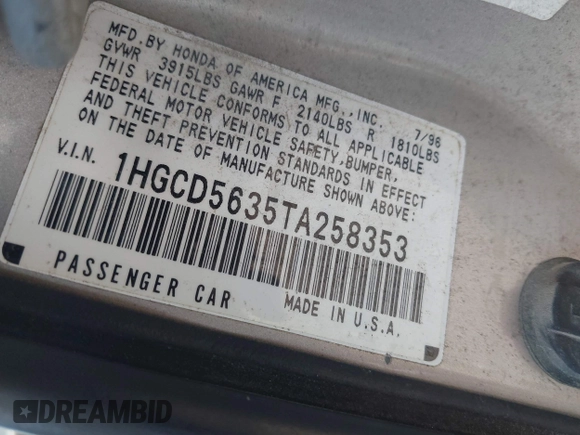 MFD.BY HONDA OF AMERICA MFG.,INC. 7/96
GVWR 3915LBS GAWR F 2140LBS R 1810LBS
THIS VEHICLE CONFORMS TO ALL APPLICABLE
FEDERAL MOTOR VEHICLE SAFETY,BUMPER,
AND THEFT PREVENTION STANDARDS IN EFFECT
ON THE DATE OF MANUFACTURE SHOWN ABOVE:
V.I.N. 1HGCD5635TA258353
PASSENGER CAR MADE IN U.S.A.
DREAMBID